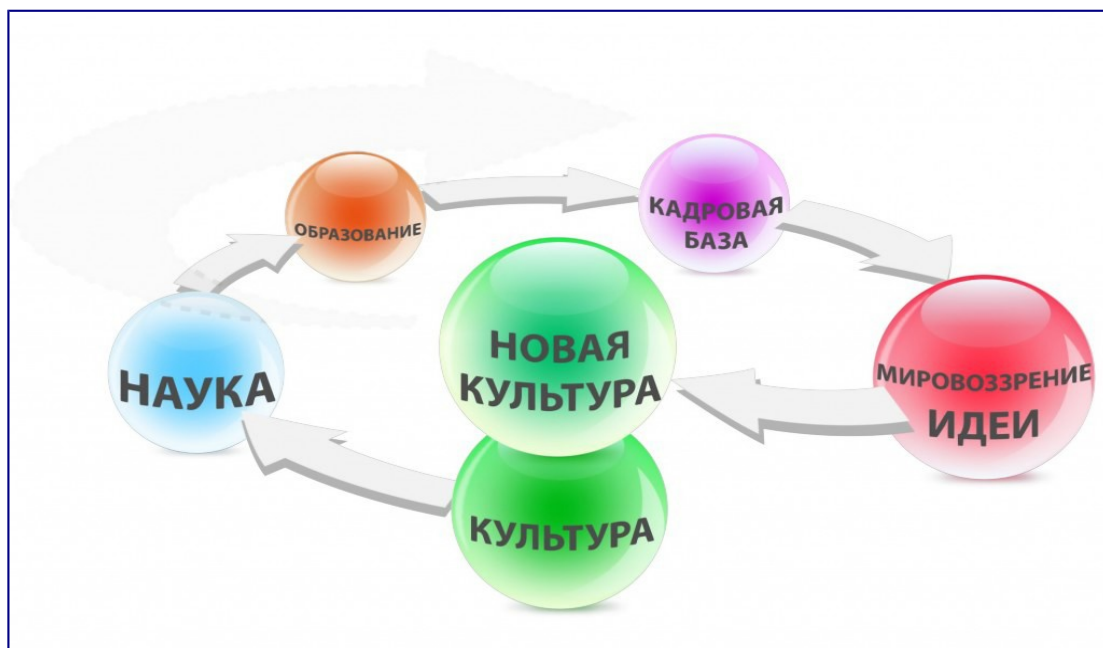 ОБРАЗОВАНИЕ
КАДРОВАЯ
БАЗА
НАУКА
НОВАЯ
КУЛЬТУРА
МИРОВОЗЗРЕНИЕ
ИДЕИ
КУЛЬТУРА